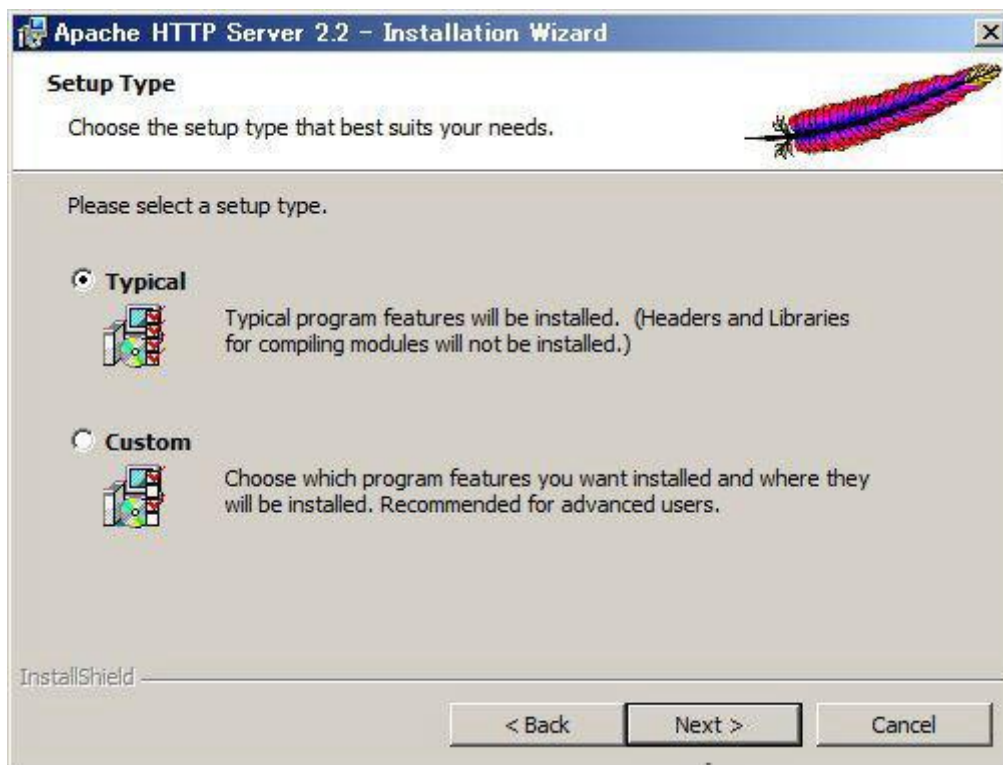 Apache HTTP Server 2.2 - Installation Wizard
Setup Type
Choose the setup type that best suits your needs.
Please select a setup type.
Typical
Typical program features will be installed. (Headers and Libraries
for compiling modules will not be installed.)
Custom
Choose which program features you want installed and where they
will be installed. Recommended for advanced users.
InstallShield
< Back
Next >
Cancel